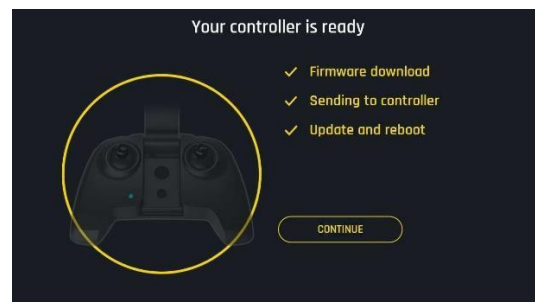 Your controller is ready
Firmware download
Sending to controller
Update and reboot
CONTINUE